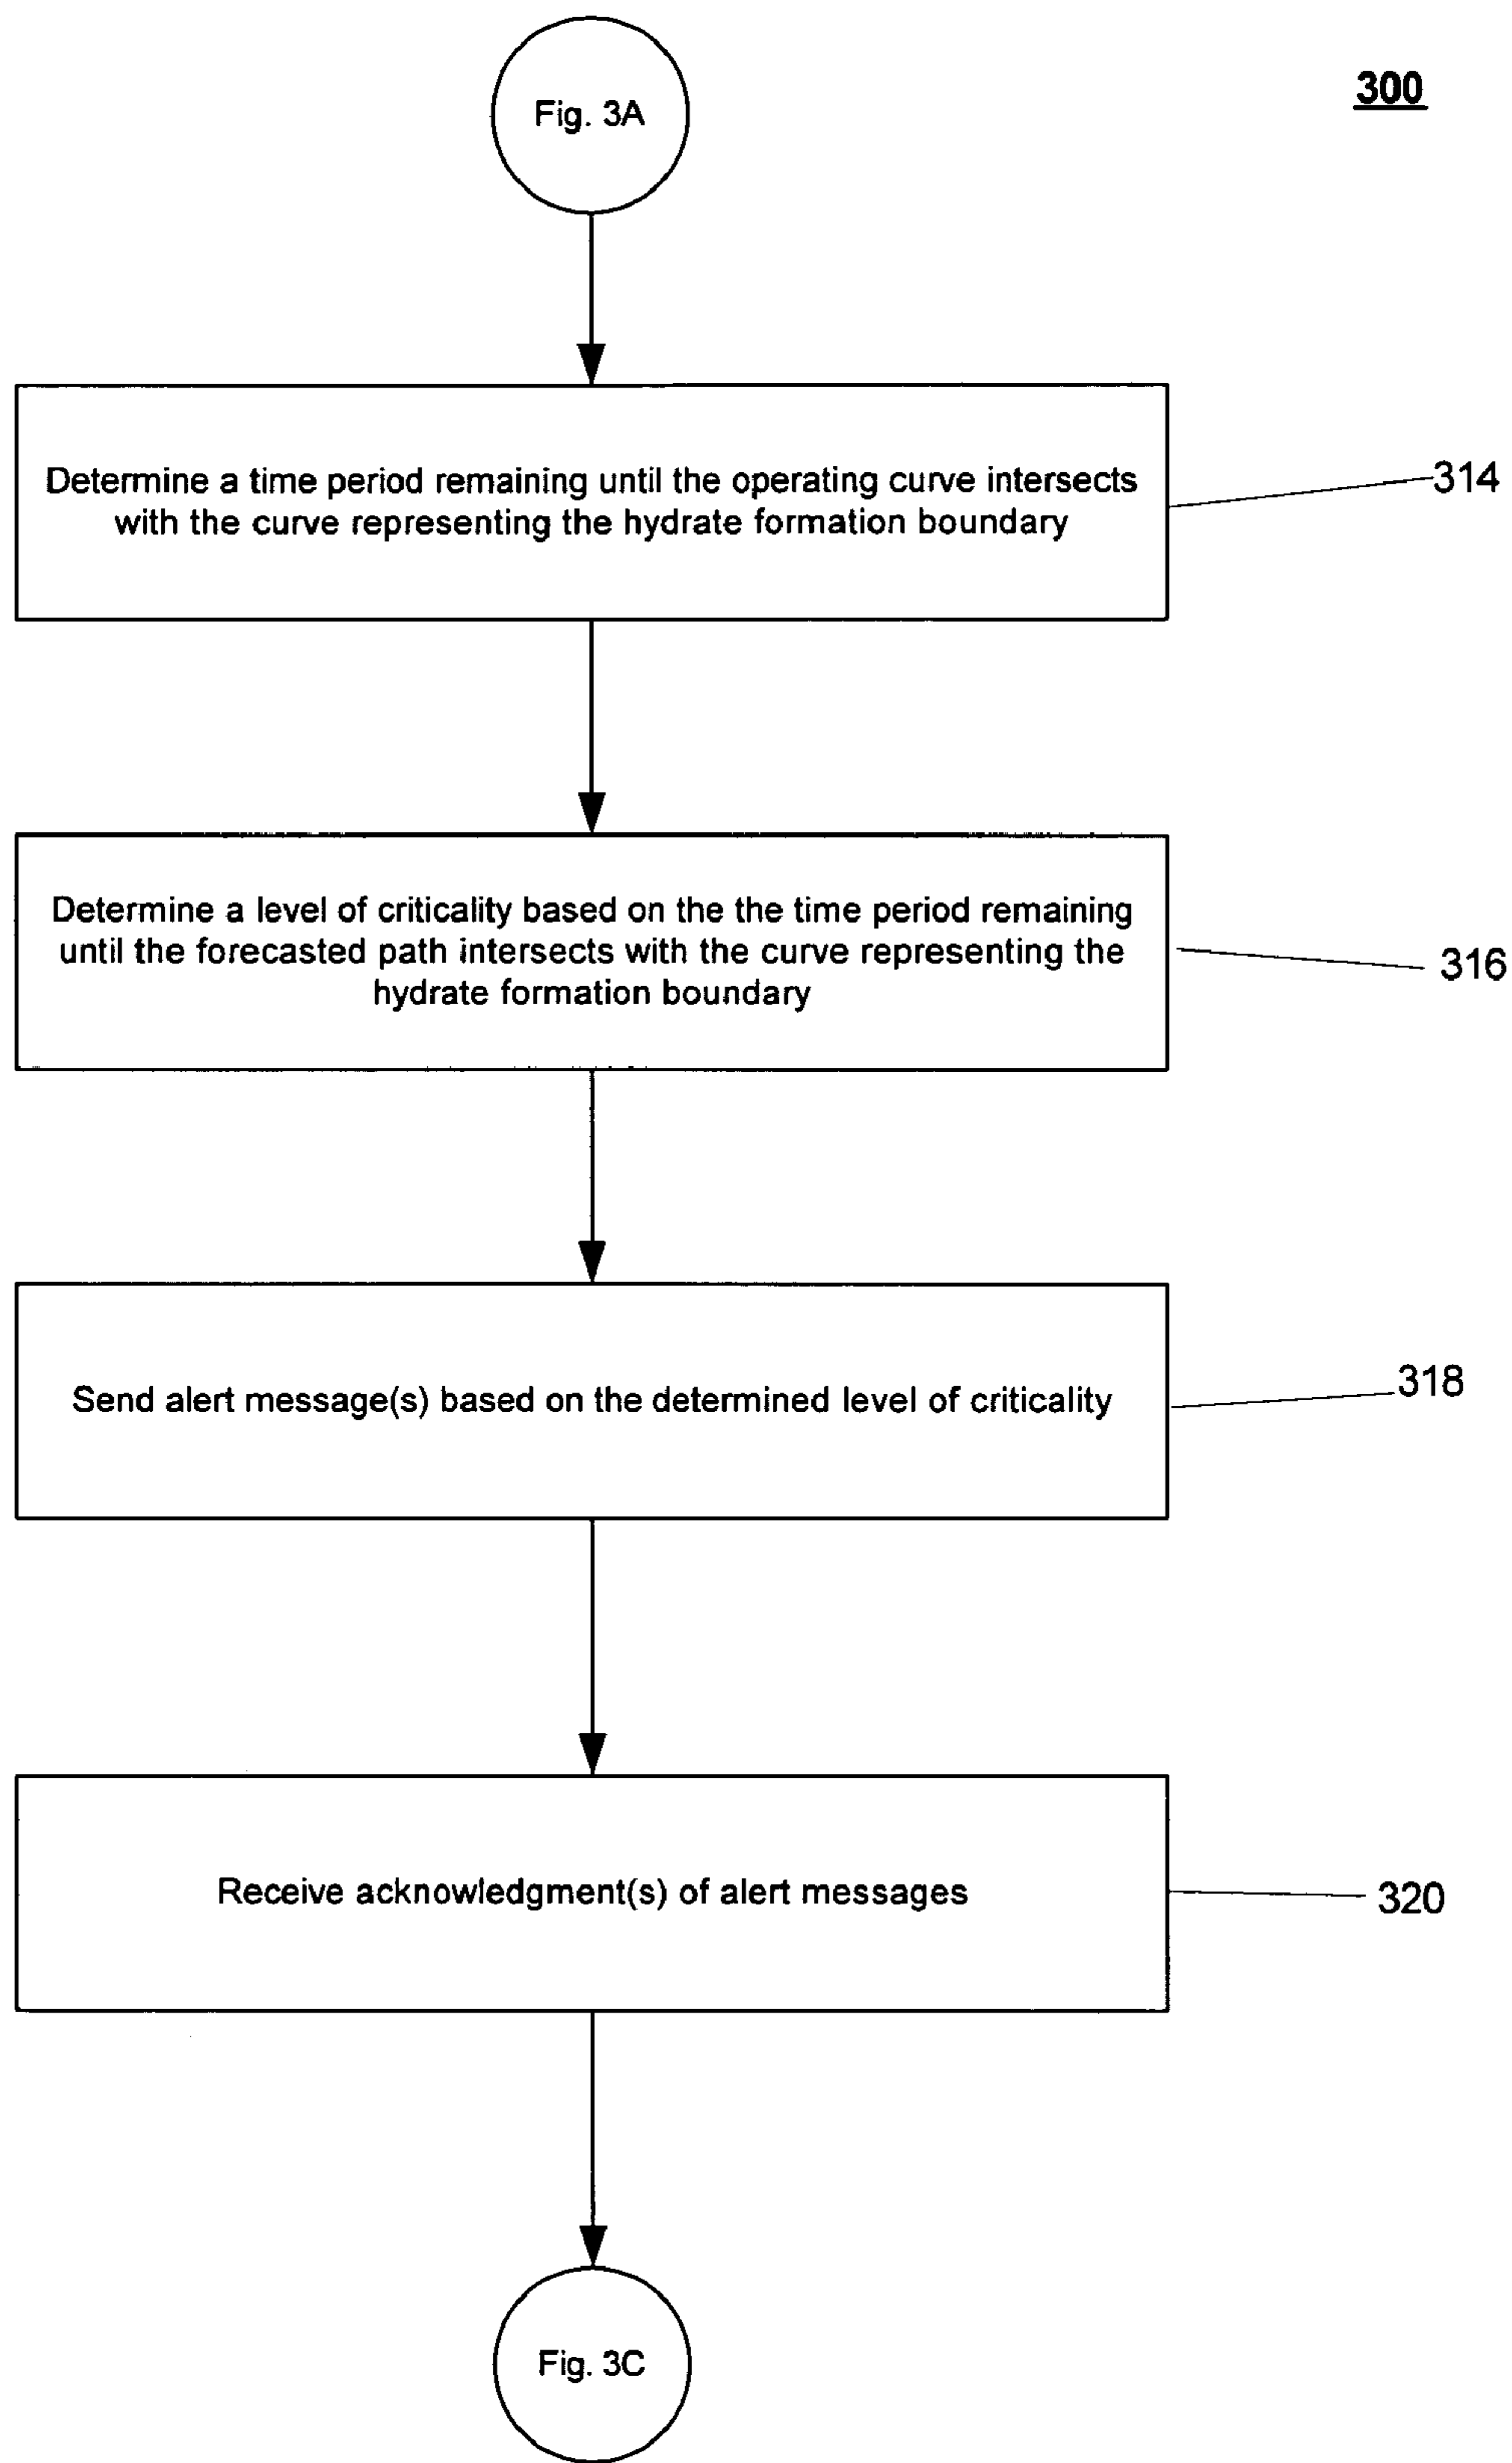 Fig. 3A
300
Determine a time period remaining until the operating curve intersects
with the curve representing the hydrate formation boundary
314
Determine a level of criticality based on the the time period remaining
until the forecasted path intersects with the curve representing the
hydrate formation boundary
316
Send alert message(s) based on the determined level of criticality
318
Receive acknowledgment(s) of alert messages
320
Fig. 3C